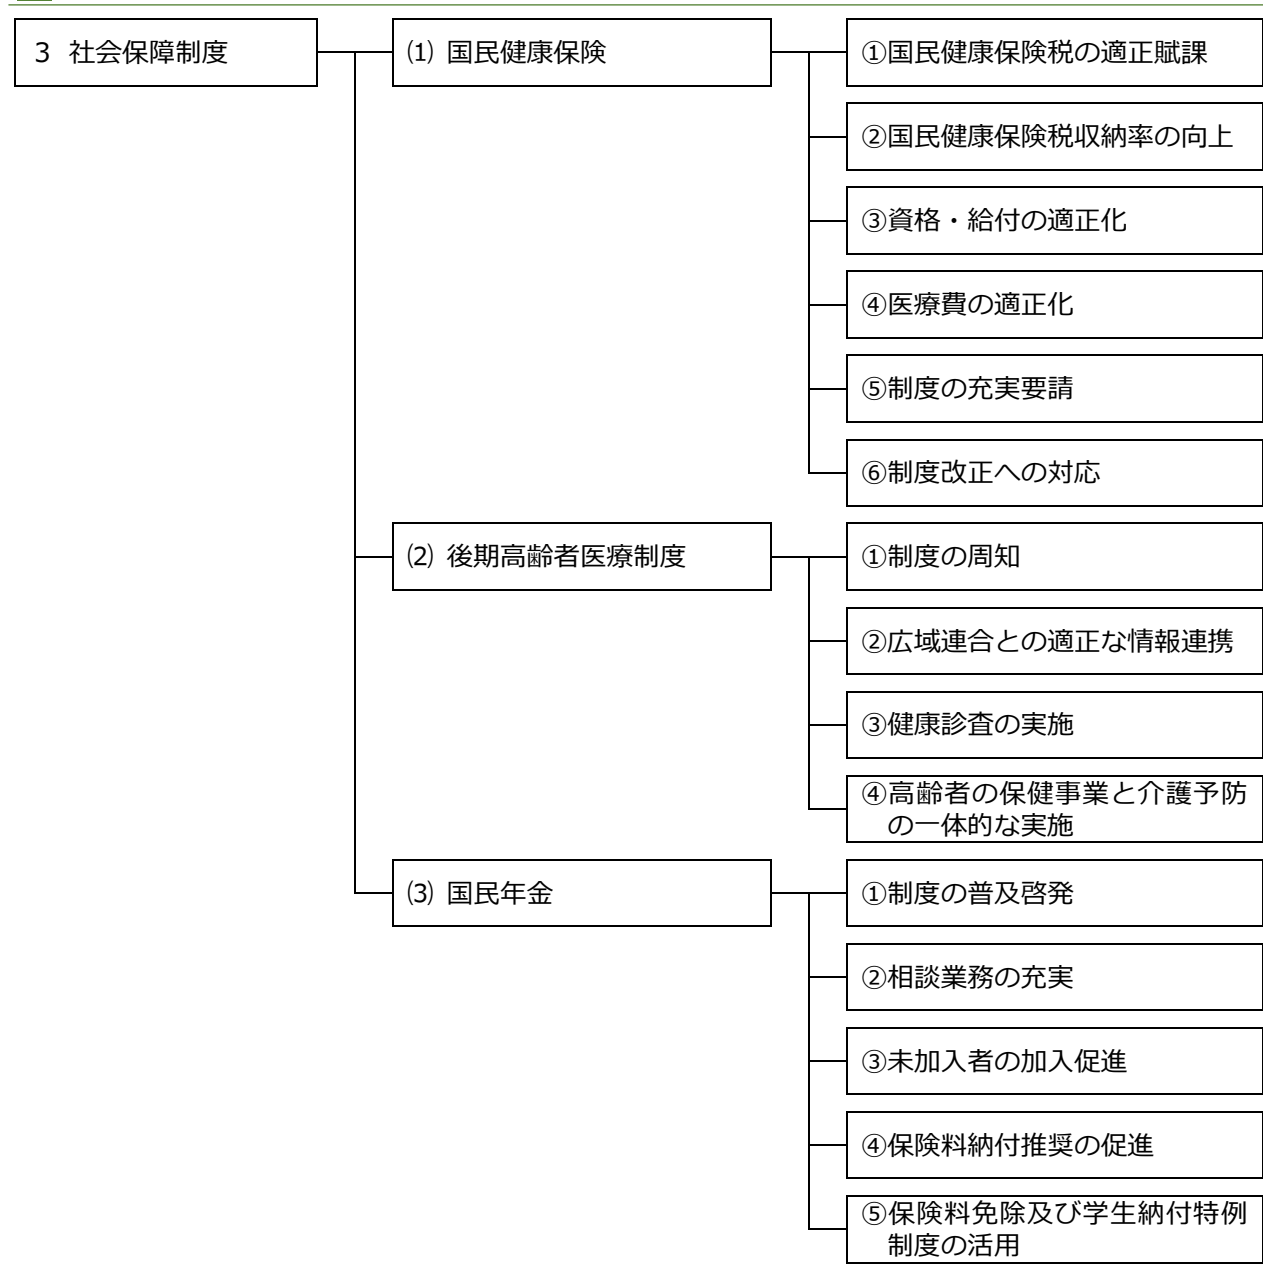 3 社会保障制度
⑴ 国民健康保険
①国民健康保険税の適正賦課
②国民健康保険税収納率の向上
③資格・給付の適正化
④医療費の適正化
⑤制度の充実要請
⑥制度改正への対応
⑵ 後期高齢者医療制度
①制度の周知
②広域連合との適正な情報連携
③健康診査の実施
④高齢者の保健事業と介護予防
の一体的な実施
⑶ 国民年金
①制度の普及啓発
②相談業務の充実
③未加入者の加入促進
④保険料納付推奨の促進
⑤保険料免除及び学生納付特例
制度の活用